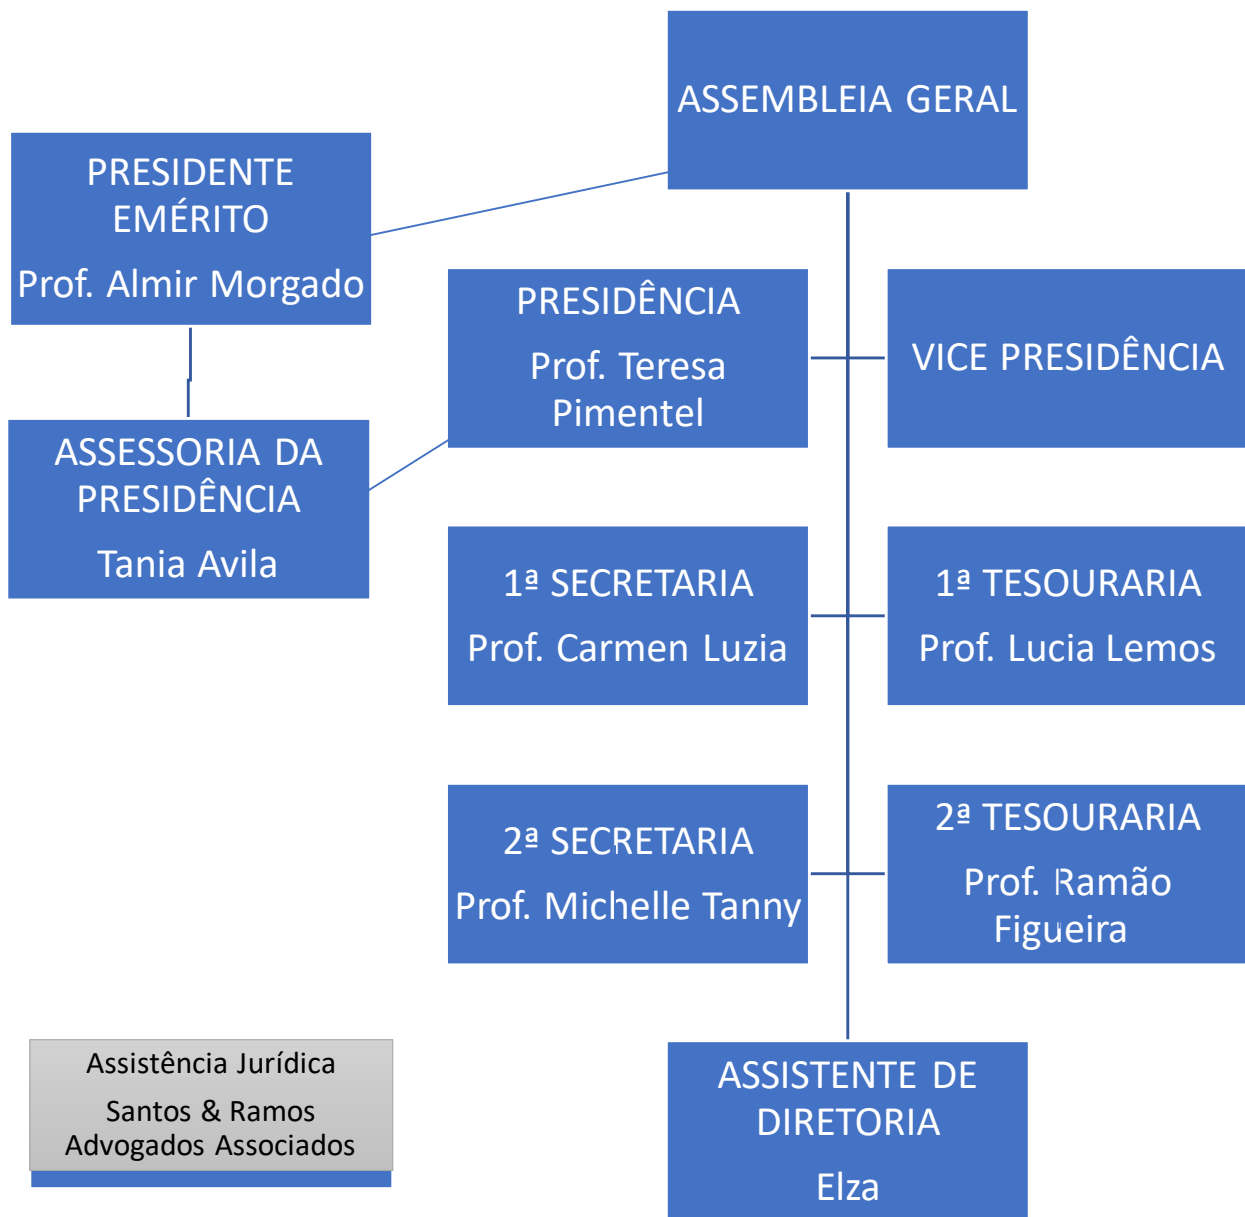 ASSEMBLEIA GERAL
PRESIDENTE
EMÉRITO
Prof. Almir Morgado
PRESIDÊNCIA
Prof. Teresa
Pimentel
VICE PRESIDÊNCIA
ASSESSORIA DA
PRESIDÊNCIA
Tania Avila
1ª SECRETARIA
Prof. Carmen Luzia
1ª TESOURARIA
Prof. Lucia Lemos
2ª SECRETARIA
Prof. Michelle Tanny
2ª TESOURARIA
Prof. Ramão
Figueira
Assistência Jurídica
Santos & Ramos
Advogados Associados
ASSISTENTE DE
DIRETORIA
Elza